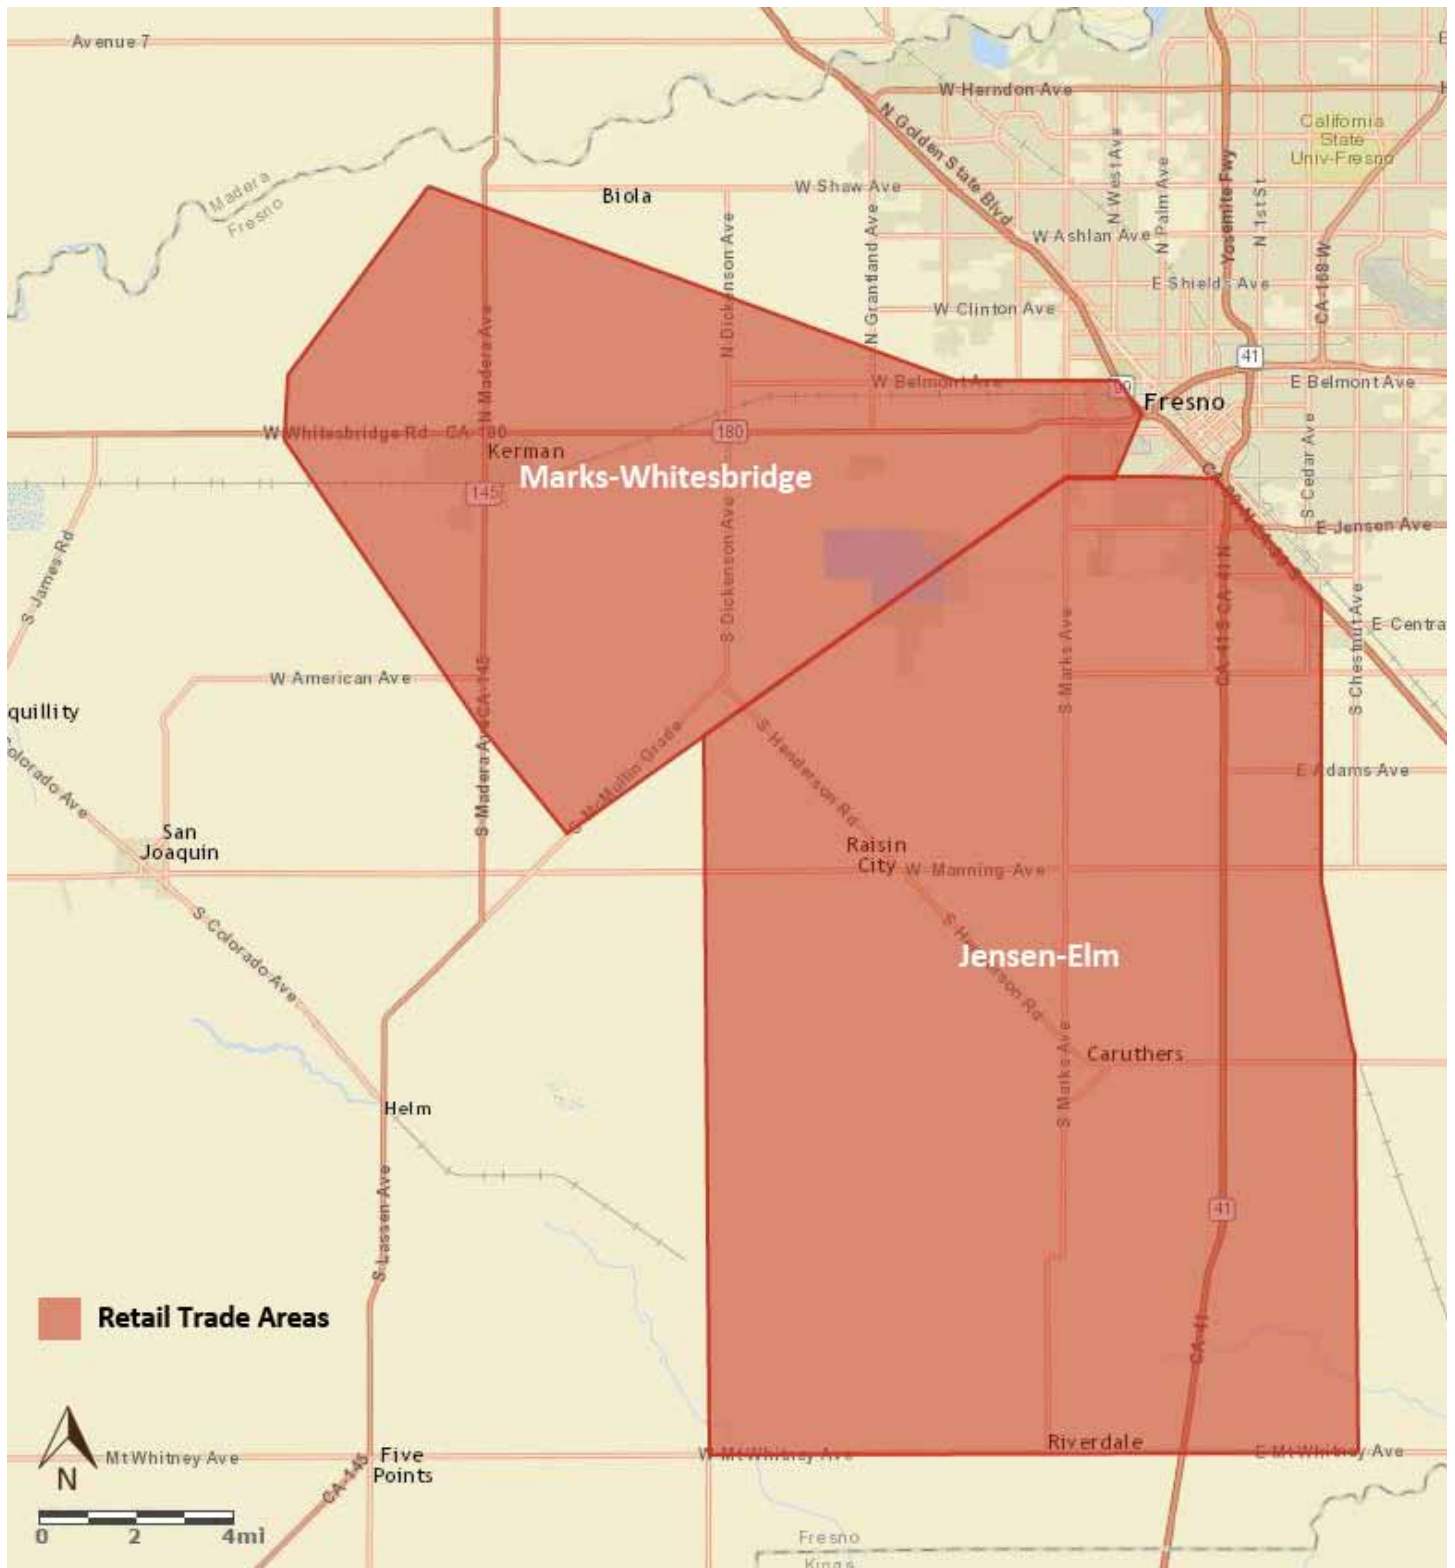 Avenue 7
W Herndon Ave
N Golden State Blvd
California
State
Univ-Fresno
Madera
Fresno
Biola
W Shaw Ave
N West Ave
N Palm Ave
Yosemite Fwy
N 1st St
N Dickenson Ave
N Grantland Ave
W Ashlan Ave
E Shields Ave
CA-168 W
W Clinton Ave
N Madera Ave
41
W Belmont Ave
E Belmont Ave
Fresno
W Whitesbridge Rd
CA-180
180
Kerman
Marks-Whitesbridge
145
S Cedar Ave
E Jensen Ave
S James Rd
S Dickenson Ave
CA-41 S CA-41 N
S Marks Ave
S Chestnut Ave
E Centra
W American Ave
quillity
S Madera Ave
CA-145
S McMullin Grade
S Henderson Rd
E Adams Ave
olorado Ave
San
Joaquin
Raisin
City
W Manning Ave
S Colorado Ave
S Henderson Rd
Jensen-Elm
S Marks Ave
Caruthers
Helm
S Lassen Ave
41
Retail Trade Areas
CA-41
N
Mt Whitney Ave
Five
Points
CA-145
W Mt Whitney Ave
Riverdale
E Mt Whitney Ave
0 2 4mi
Fresno
Kings